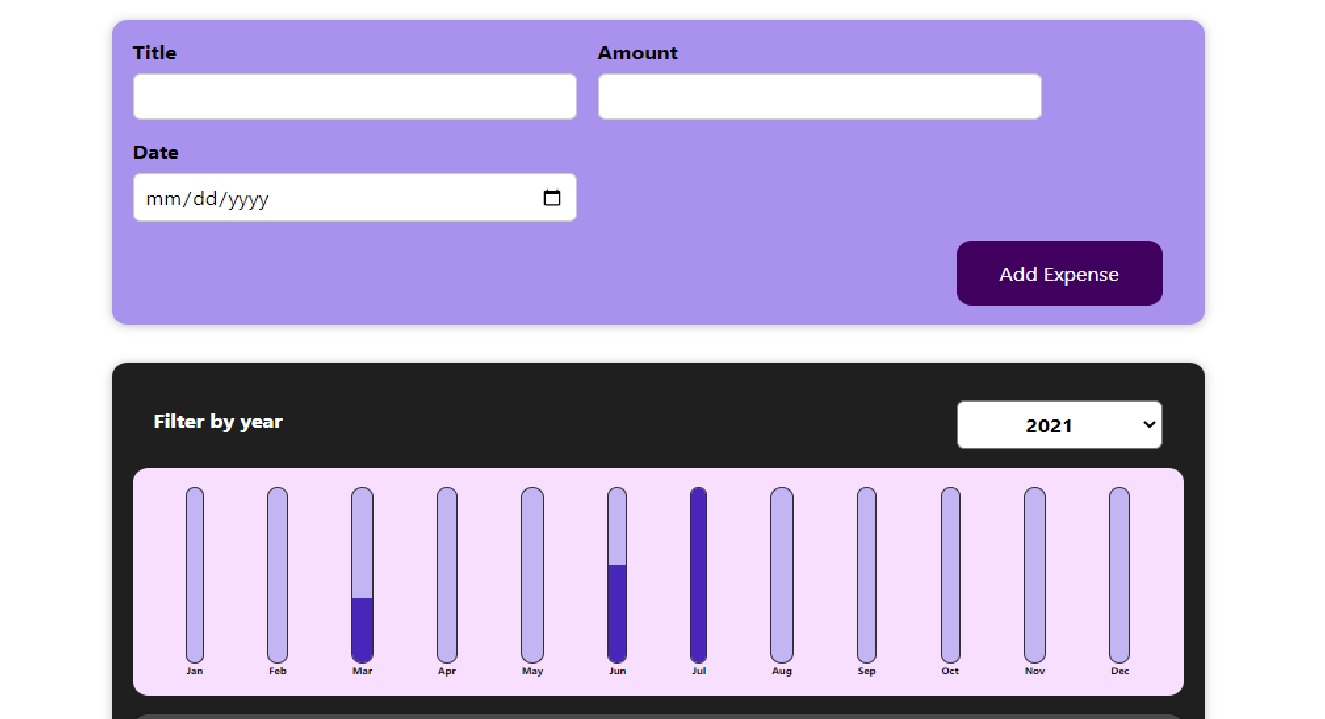 Title Amount
Date
mm/dd/yyyy
Add Expense
Filter by year 2021
Jan Feb Mar Apr May Jun Jul Aug Sep Oct Nov Dec